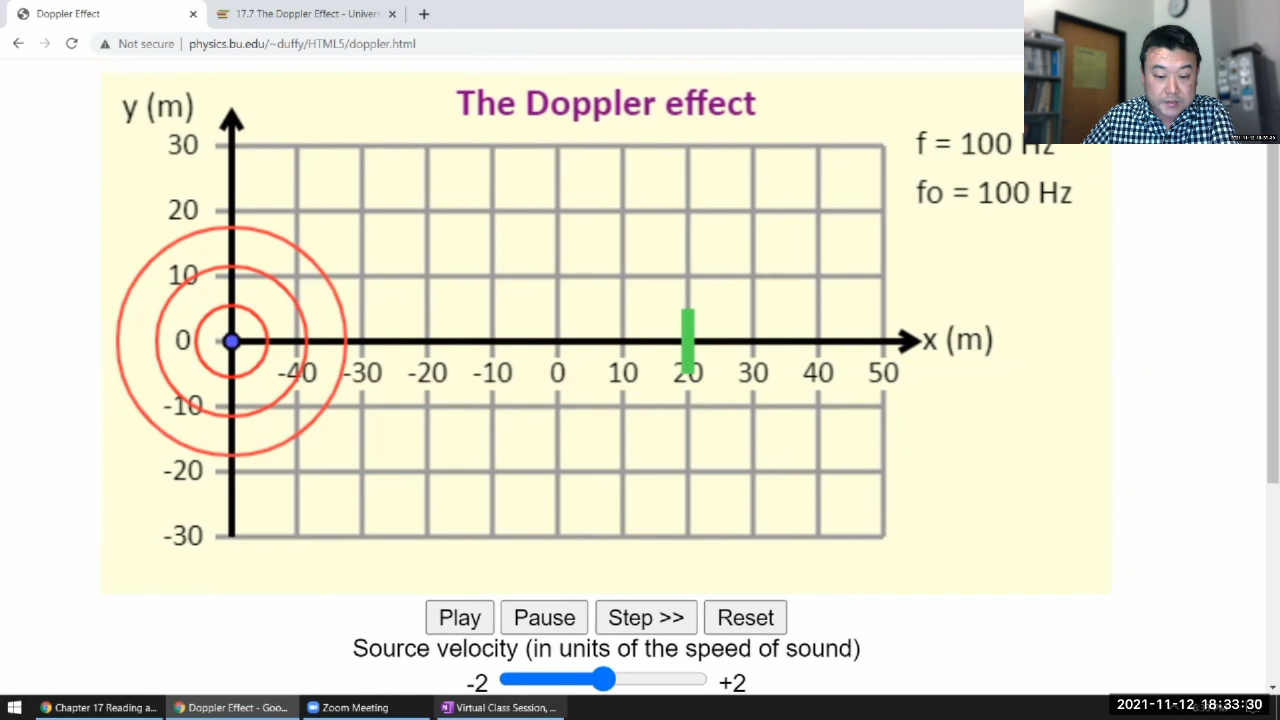 Doppler Effect
17.7 The Doppler Effect - Univers
Not secure | physics.bu.edu/~duffy/HTML5/doppler.html
The Doppler effect
y (m)
f = 100 Hz
fo = 100 Hz
30
20
10
0
-10
-20
-30
-40 -30 -20 -10 0 10 20 30 40 50
x (m)
Play Pause Step >> Reset
Source velocity (in units of the speed of sound)
-2 +2
Chapter 17 Reading a...
Doppler Effect - Goo...
Zoom Meeting
Virtual Class Session, ...
2021-11-12 18:33:30